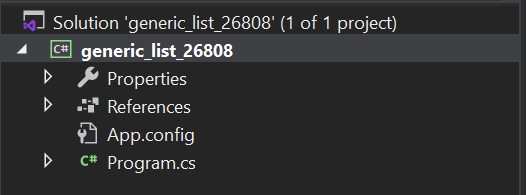 Solution 'generic_list_26808' (1 of 1 project)
C# generic_list_26808
Properties
References
App.config
C# Program.cs